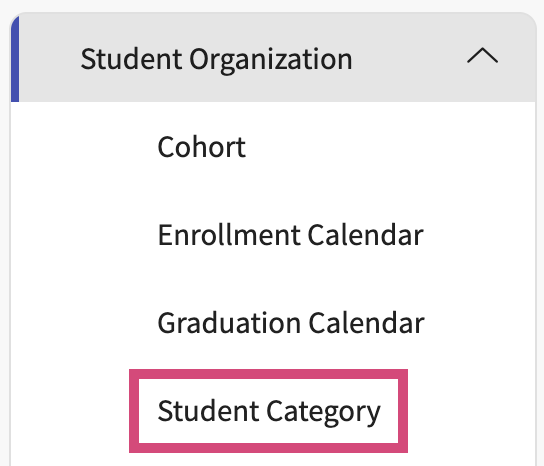 Student Organization
Cohort
Enrollment Calendar
Graduation Calendar
Student Category